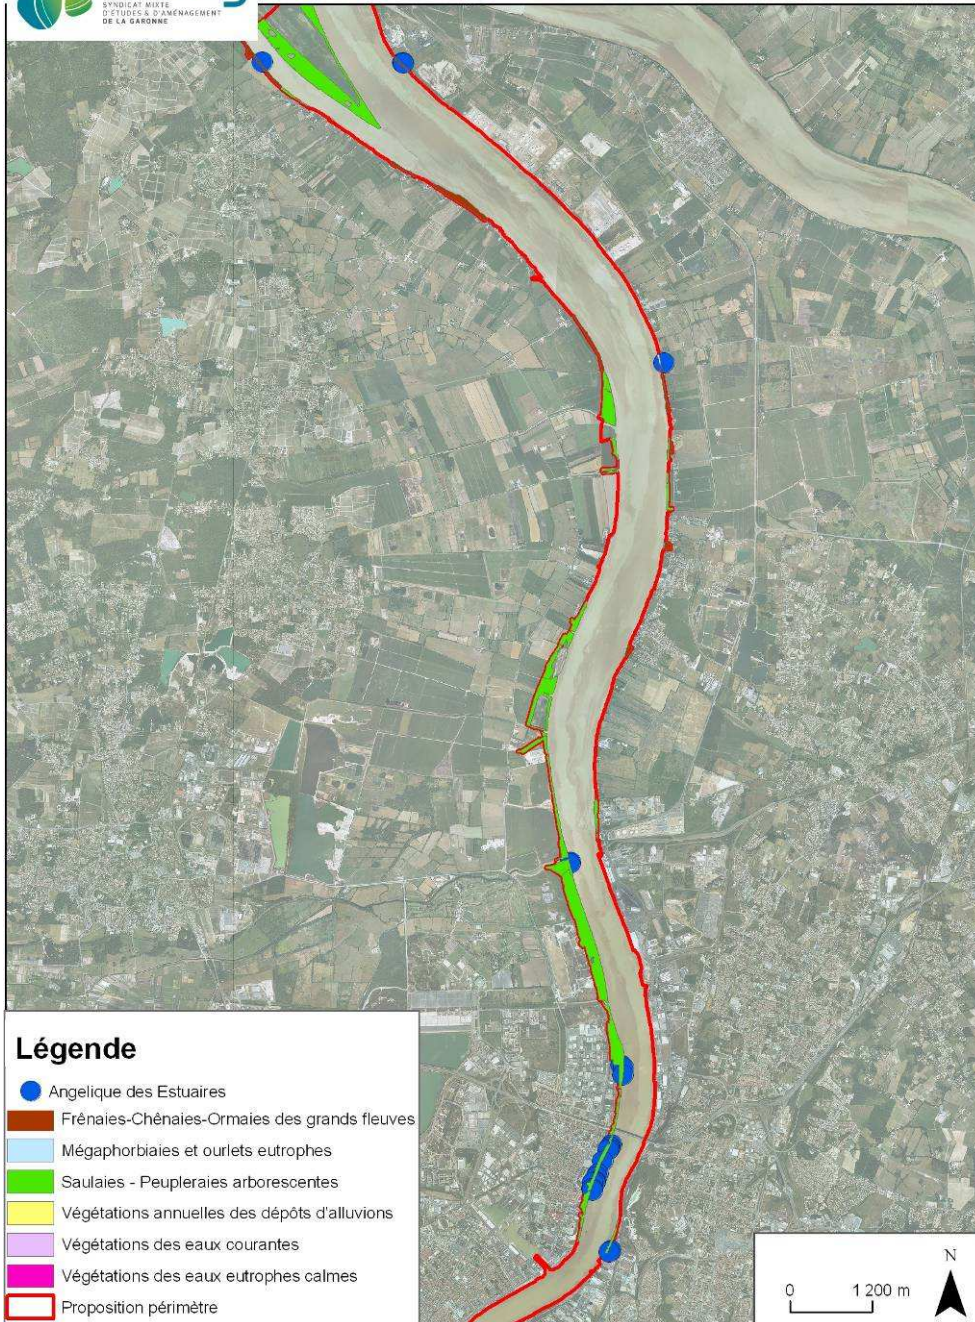 SYNDICAT MIXTE
D'ÉTUDES & D'AMÉNAGEMENT
DE LA GARONNE
Légende
Angelique des Estuaires
Frênaies-Chênaies-Ormaies des grands fleuves
Mégaphorbiaies et ourlets eutrophes
Saulaies - Peupleraies arborescentes
Végétations annuelles des dépôts d'alluvions
Végétations des eaux courantes
Végétations des eaux eutrophes calmes
Proposition périmètre
N
0 1 200 m